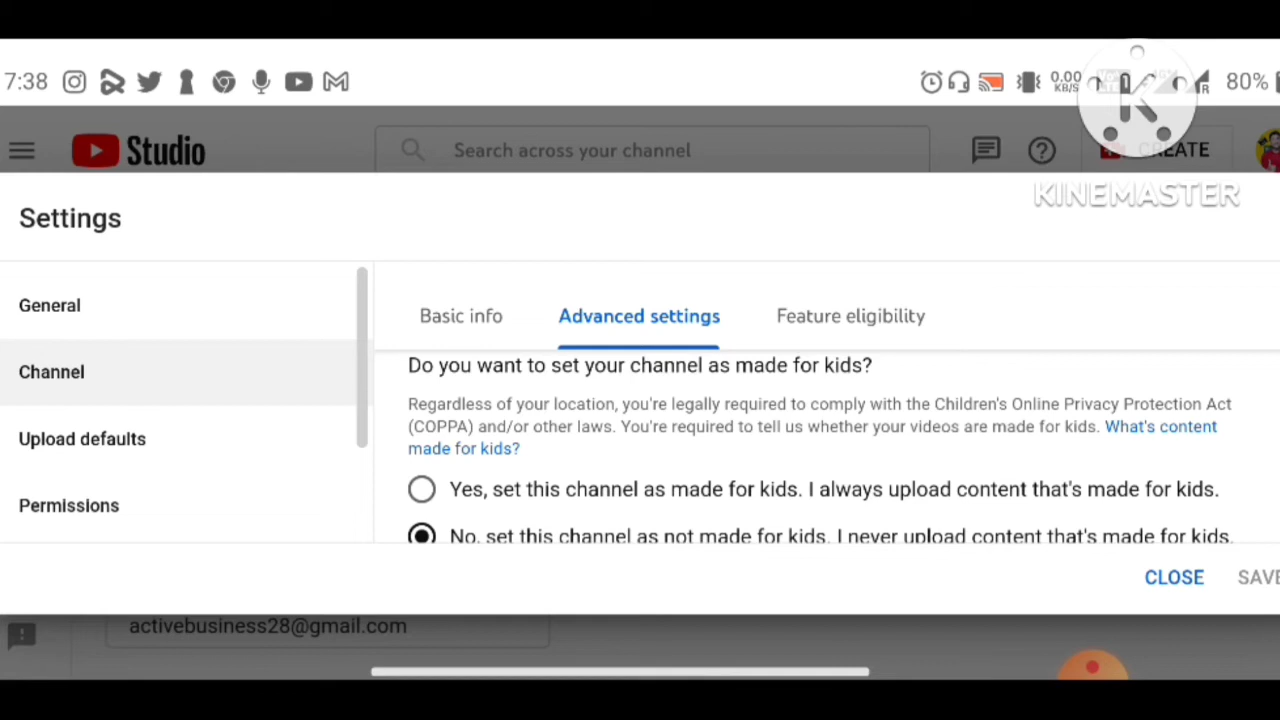 7:38
0.00
KB/S
80%
Studio
Search across your channel
CREATE
KINEMASTER
Settings
General
Channel
Upload defaults
Permissions
Basic info
Advanced settings
Feature eligibility
Do you want to set your channel as made for kids?
Regardless of your location, you're legally required to comply with the Children's Online Privacy Protection Act
(COPPA) and/or other laws. You're required to tell us whether your videos are made for kids. What's content
made for kids?
Yes, set this channel as made for kids. I always upload content that's made for kids.
No, set this channel as not made for kids. I never upload content that's made for kids.
CLOSE
SAVE
activebusiness28@gmail.com